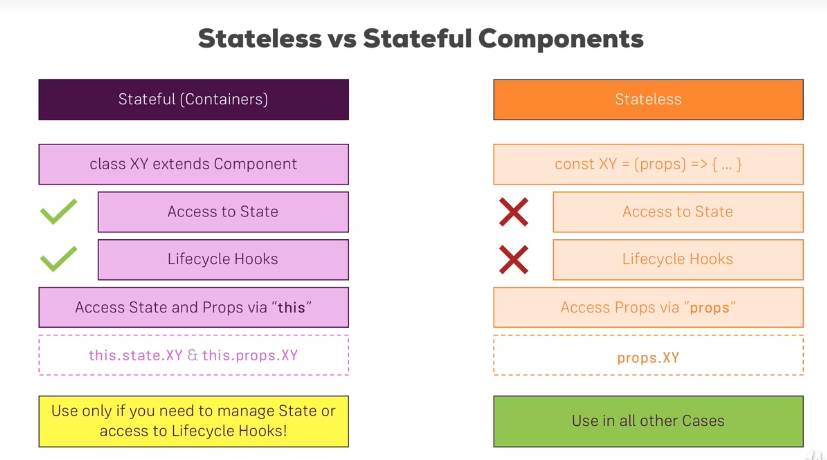 Stateless vs Stateful Components
Stateful (Containers)
class XY extends Component
Access to State
Lifecycle Hooks
Access State and Props via “this”
this.state.XY & this.props.XY
Use only if you need to manage State or
access to Lifecycle Hooks!
Stateless
const XY = (props) => { ... }
Access to State
Lifecycle Hooks
Access Props via “props”
props.XY
Use in all other Cases